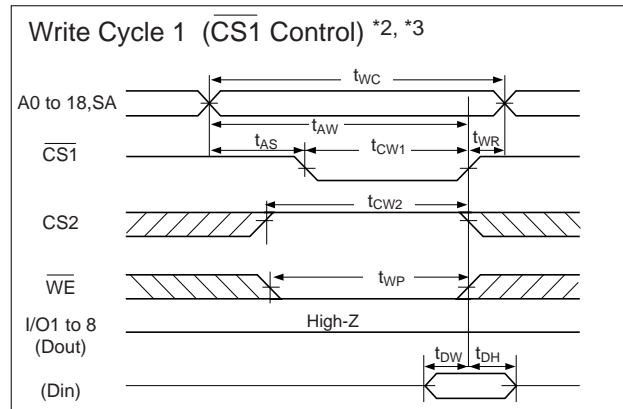 Write Cycle 1 (CS1 Control) *2, *3
tWC
A0 to 18,SA
tAW
tAS
tCW1
tWR
CS1
tCW2
CS2
tWP
WE
I/O1 to 8
(Dout)
High-Z
tDW
tDH
(Din)